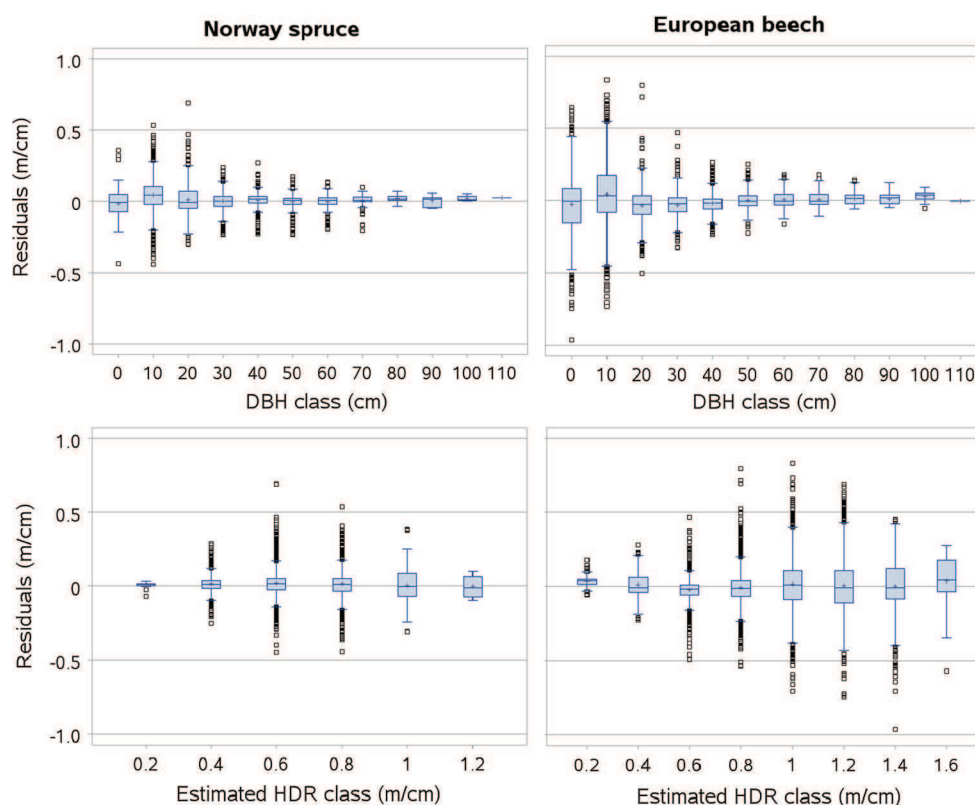 Norway spruce
European beech
1.0
0.5
0
-0.5
-1.0
Residuals (m/cm)
0 10 20 30 40 50 60 70 80 90 100 110
DBH class (cm)
0 10 20 30 40 50 60 70 80 90 100 110
DBH class (cm)
1.0
0.5
0
-0.5
-1.0
Residuals (m/cm)
0.2 0.4 0.6 0.8 1 1.2
Estimated HDR class (m/cm)
0.2 0.4 0.6 0.8 1 1.2 1.4 1.6
Estimated HDR class (m/cm)